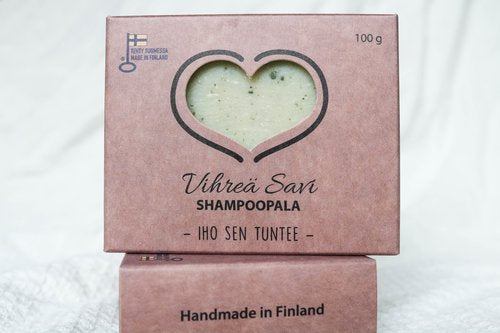 TEHTY SUOMESSA
MADE IN FINLAND
100 g
Vihreä Savi
SHAMPOOPALA
– IHO SEN TUNTEE –
Handmade in Finland